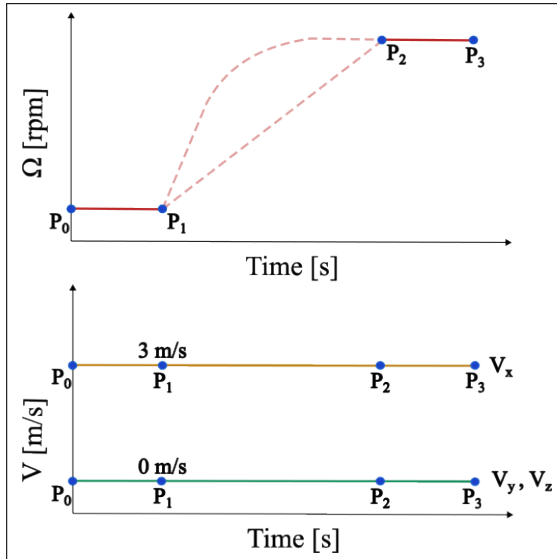 Ω [rpm]
P₂ P₃
P₀ P₁
Time [s]
V [m/s]
3 m/s
P₀ P₁ P₂ P₃ Vₓ
0 m/s
P₀ P₁ P₂ P₃ V_y , V_z
Time [s]